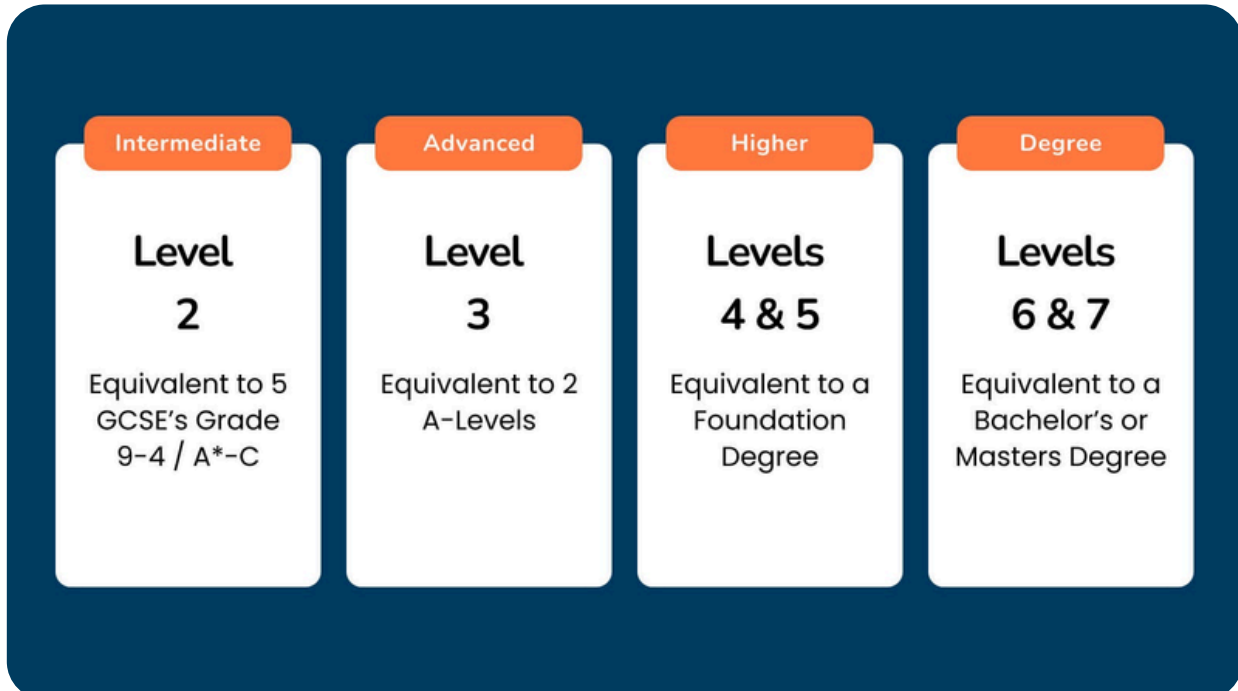 Intermediate
Level
2
Equivalent to 5
GCSE's Grade
9-4 / A*-C
Advanced
Level
3
Equivalent to 2
A-Levels
Higher
Levels
4 & 5
Equivalent to a
Foundation
Degree
Degree
Levels
6 & 7
Equivalent to a
Bachelor's or
Masters Degree